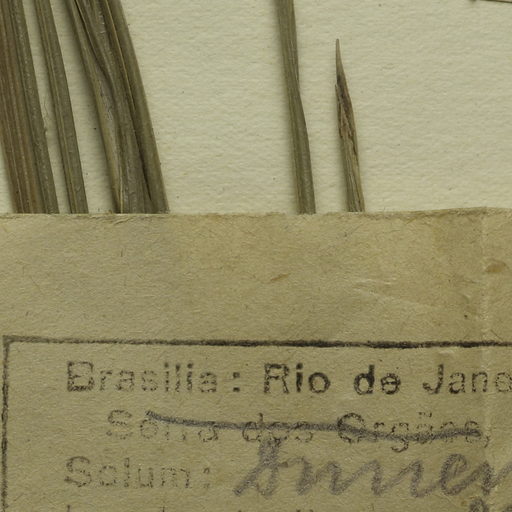 Brasilia: Rio de Jane
Serra dos Orgãos,
Solum: